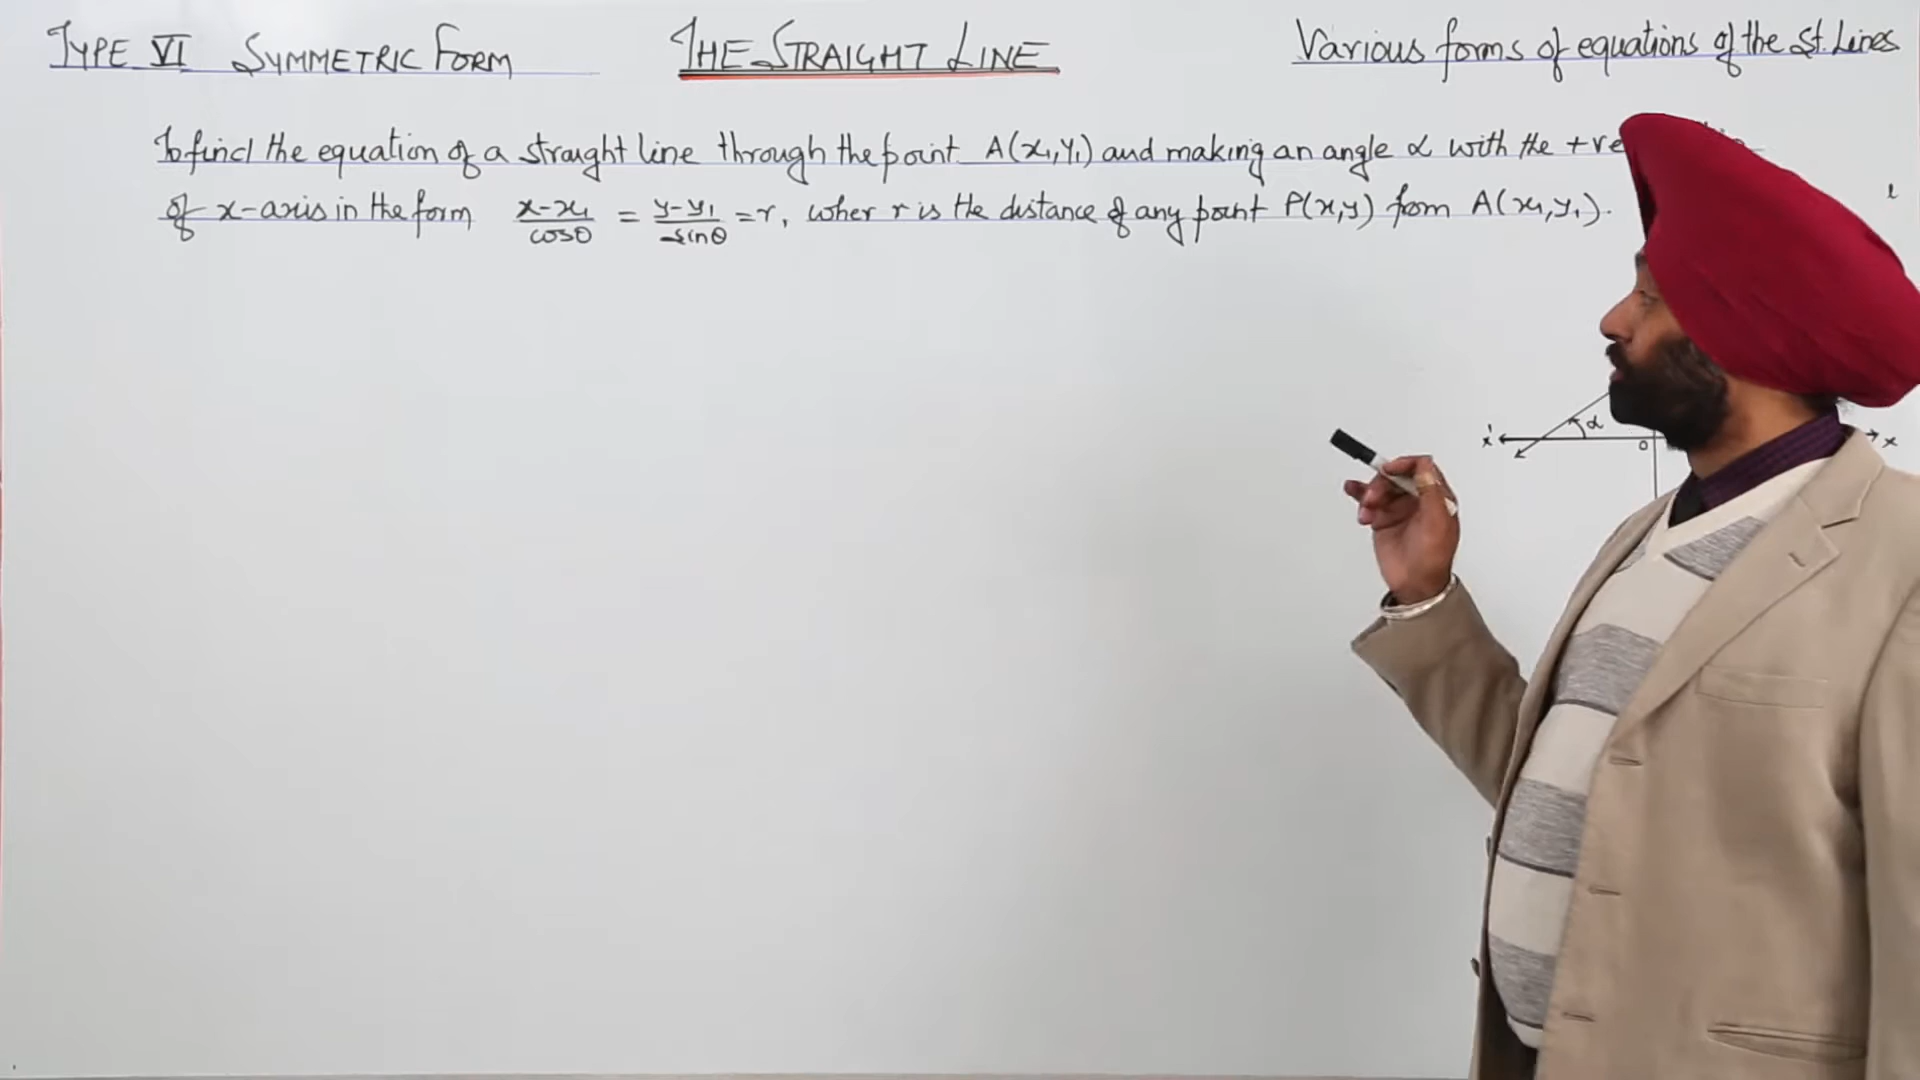 TYPE VI SYMMETRIC FORM THE STRAIGHT LINE Various forms of equations of the St. Lines
To find the equation of a straight line through the point A(x₁,y₁) and making an angle α with the +ve
of x-axis in the form x-x₁/cosθ = y-y₁/sinθ = r, wher r is the distance of any point P(x,y) from A(x₁,y₁).
l
α
x' O x